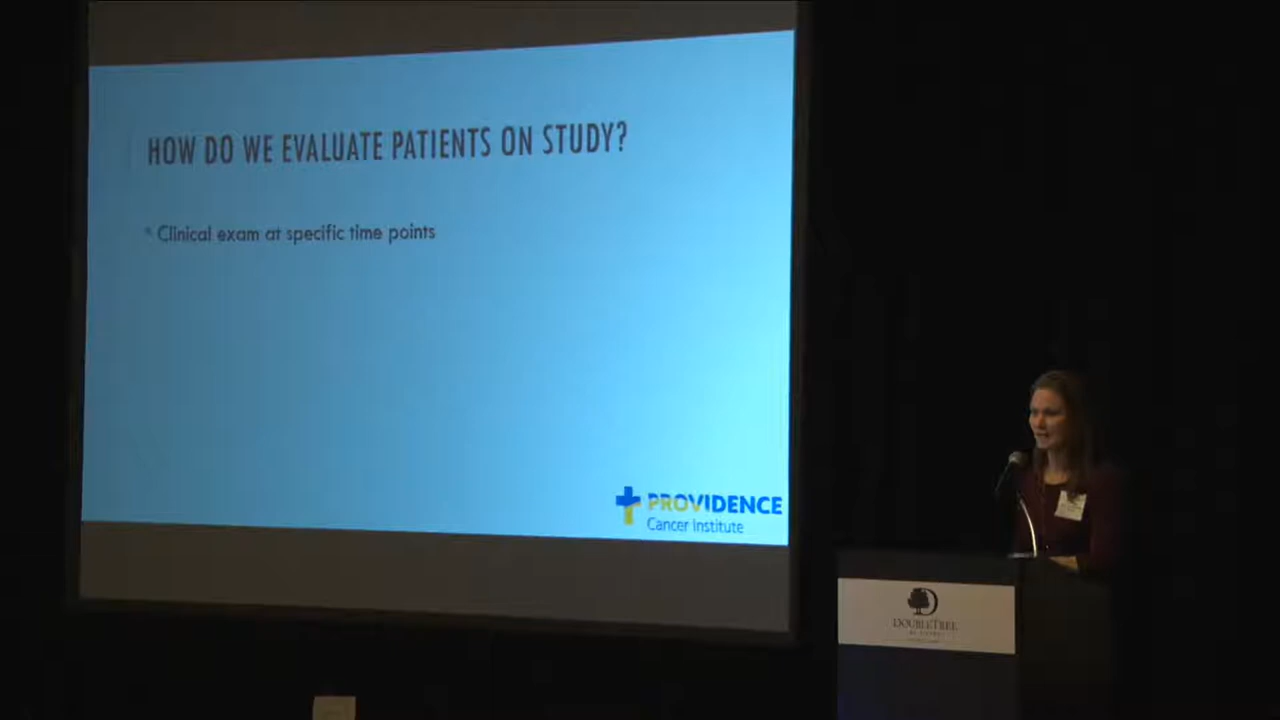 HOW DO WE EVALUATE PATIENTS ON STUDY?
Clinical exam at specific time points
PROVIDENCE
Cancer Institute
DOUBLETREE